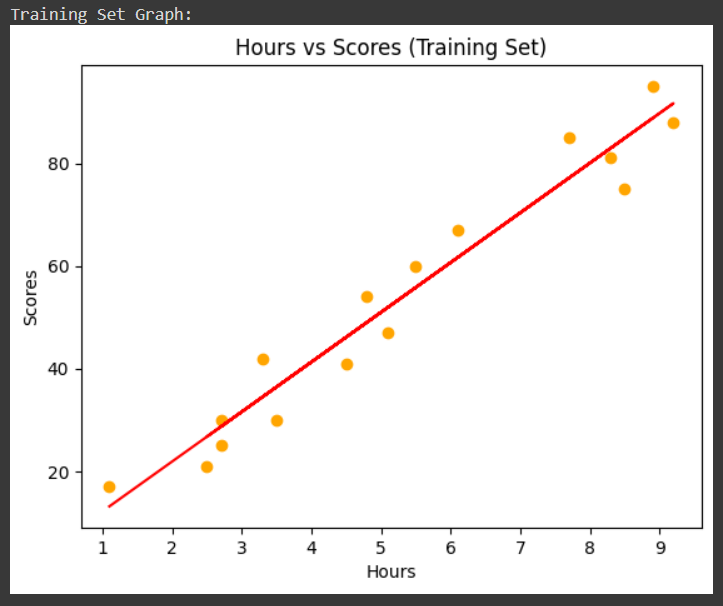 Training Set Graph:
Hours vs Scores (Training Set)
80
60
40
20
Scores
1 2 3 4 5 6 7 8 9
Hours